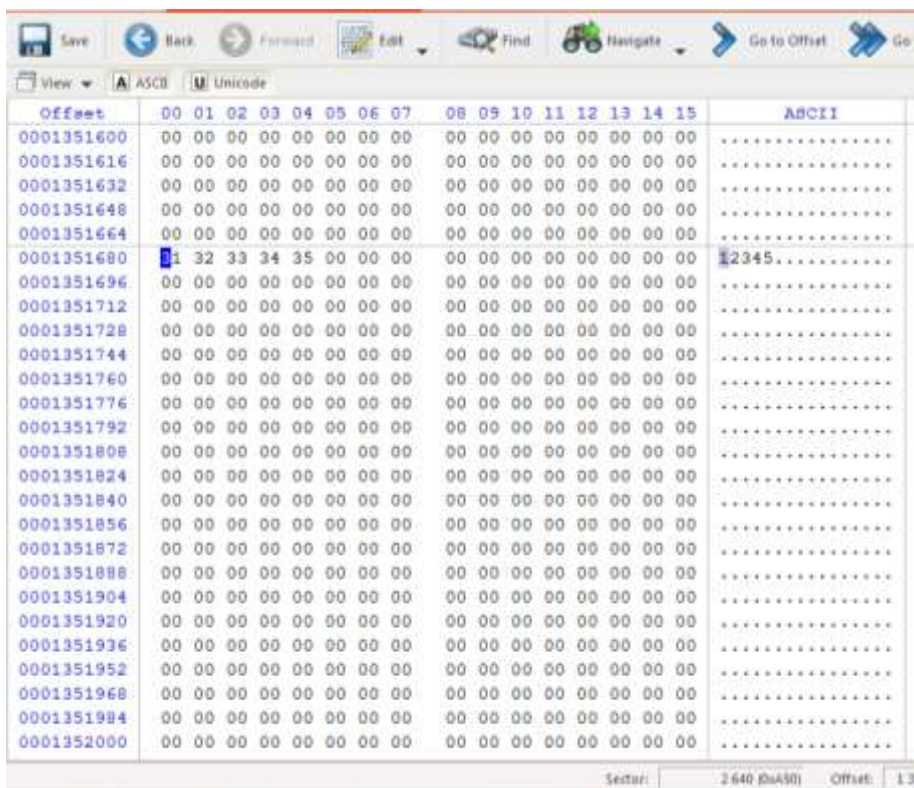 Save Back Forward Edit Find Navigate Go to Offset Go
View A ASCII U Unicode
Offset 00 01 02 03 04 05 06 07 08 09 10 11 12 13 14 15 ASCII
0001351600 00 00 00 00 00 00 00 00 00 00 00 00 00 00 00 00 ................
0001351616 00 00 00 00 00 00 00 00 00 00 00 00 00 00 00 00 ................
0001351632 00 00 00 00 00 00 00 00 00 00 00 00 00 00 00 00 ................
0001351648 00 00 00 00 00 00 00 00 00 00 00 00 00 00 00 00 ................
0001351664 00 00 00 00 00 00 00 00 00 00 00 00 00 00 00 00 ................
0001351680 31 32 33 34 35 00 00 00 00 00 00 00 00 00 00 00 12345...........
0001351696 00 00 00 00 00 00 00 00 00 00 00 00 00 00 00 00 ................
0001351712 00 00 00 00 00 00 00 00 00 00 00 00 00 00 00 00 ................
0001351728 00 00 00 00 00 00 00 00 00 00 00 00 00 00 00 00 ................
0001351744 00 00 00 00 00 00 00 00 00 00 00 00 00 00 00 00 ................
0001351760 00 00 00 00 00 00 00 00 00 00 00 00 00 00 00 00 ................
0001351776 00 00 00 00 00 00 00 00 00 00 00 00 00 00 00 00 ................
0001351792 00 00 00 00 00 00 00 00 00 00 00 00 00 00 00 00 ................
0001351808 00 00 00 00 00 00 00 00 00 00 00 00 00 00 00 00 ................
0001351824 00 00 00 00 00 00 00 00 00 00 00 00 00 00 00 00 ................
0001351840 00 00 00 00 00 00 00 00 00 00 00 00 00 00 00 00 ................
0001351856 00 00 00 00 00 00 00 00 00 00 00 00 00 00 00 00 ................
0001351872 00 00 00 00 00 00 00 00 00 00 00 00 00 00 00 00 ................
0001351888 00 00 00 00 00 00 00 00 00 00 00 00 00 00 00 00 ................
0001351904 00 00 00 00 00 00 00 00 00 00 00 00 00 00 00 00 ................
0001351920 00 00 00 00 00 00 00 00 00 00 00 00 00 00 00 00 ................
0001351936 00 00 00 00 00 00 00 00 00 00 00 00 00 00 00 00 ................
0001351952 00 00 00 00 00 00 00 00 00 00 00 00 00 00 00 00 ................
0001351968 00 00 00 00 00 00 00 00 00 00 00 00 00 00 00 00 ................
0001351984 00 00 00 00 00 00 00 00 00 00 00 00 00 00 00 00 ................
0001352000 00 00 00 00 00 00 00 00 00 00 00 00 00 00 00 00 ................
Sector: 2 640 (0xA50) Offset: 1 3